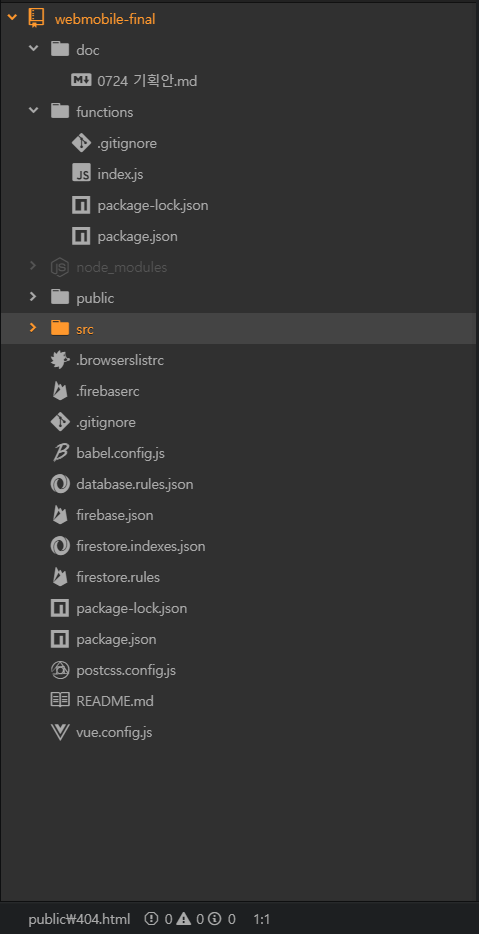 webmobile-final
doc
0724 기획안.md
functions
.gitignore
index.js
package-lock.json
package.json
node_modules
public
src
.browserslistrc
.firebaserc
.gitignore
babel.config.js
database.rules.json
firebase.json
firestore.indexes.json
firestore.rules
package-lock.json
package.json
postcss.config.js
README.md
vue.config.js
public₩404.html 0 0 0 1:1